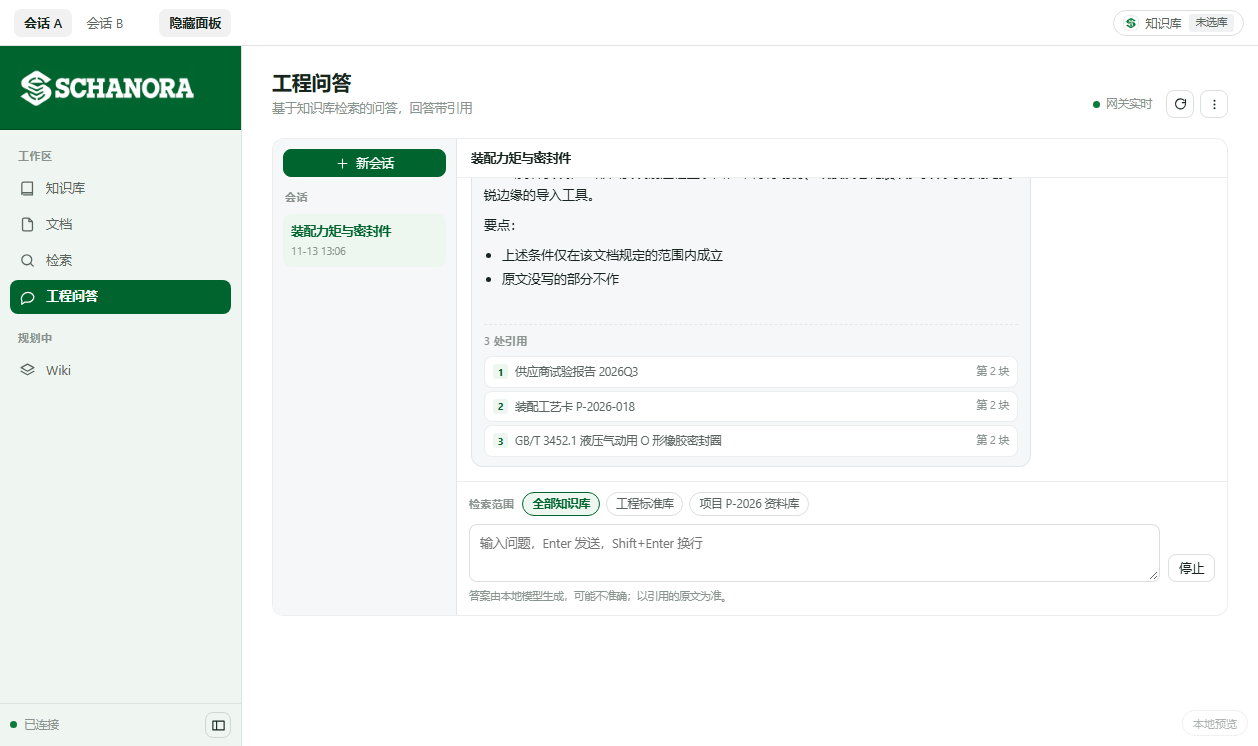 会话 A
会话 B
隐藏面板
知识库
未选库
SCHANORA
工程问答
基于知识库检索的问答，回答带引用
网关实时
工作区
知识库
文档
检索
工程问答
规划中
Wiki
已连接
+ 新会话
会话
装配力矩与密封件
11-13 13:06
装配力矩与密封件
锐边缘的导入工具。
要点：
• 上述条件仅在该文档规定的范围内成立
• 原文没写的部分不作
3 处引用
1 供应商试验报告 2026Q3 第 2 块
2 装配工艺卡 P-2026-018 第 2 块
3 GB/T 3452.1 液压气动用 O 形橡胶密封圈 第 2 块
检索范围 全部知识库 工程标准库 项目 P-2026 资料库
输入问题，Enter 发送，Shift+Enter 换行
停止
答案由本地模型生成，可能不准确；以引用的原文为准。
本地预览